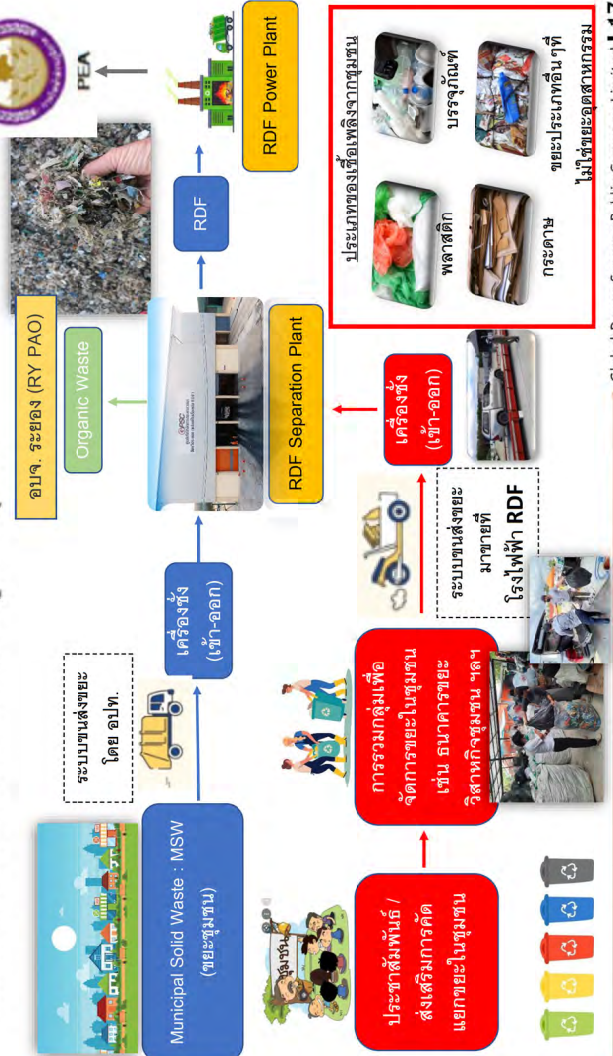 PEA
อบจ. ระยอง (RY PAO)
Organic Waste
ระบบขนส่งขยะ
โดย อปท.
Municipal Solid Waste : MSW
(ขยะชุมชน)
เครื่องชั่ง
(เข้า-ออก)
RDF Separation Plant
RDF
RDF Power Plant
ชุมชน
ประชาสัมพันธ์ /
ส่งเสริมการคัด
แยกขยะในชุมชน
การรวมกลุ่มเพื่อ
จัดการขยะในชุมชน
เช่น ธนาคารขยะ
วิสาหกิจชุมชน ฯลฯ
ระบบขนส่งขยะ
มาขายที่
โรงไฟฟ้า RDF
เครื่องชั่ง
(เข้า-ออก)
ประเภทของเชื้อเพลิงจากชุมชน
พลาสติก
บรรจุภัณฑ์
กระดาษ
ขยะประเภทอื่น ๆที่
ไม่ใช่ขยะอุตสาหกรรม